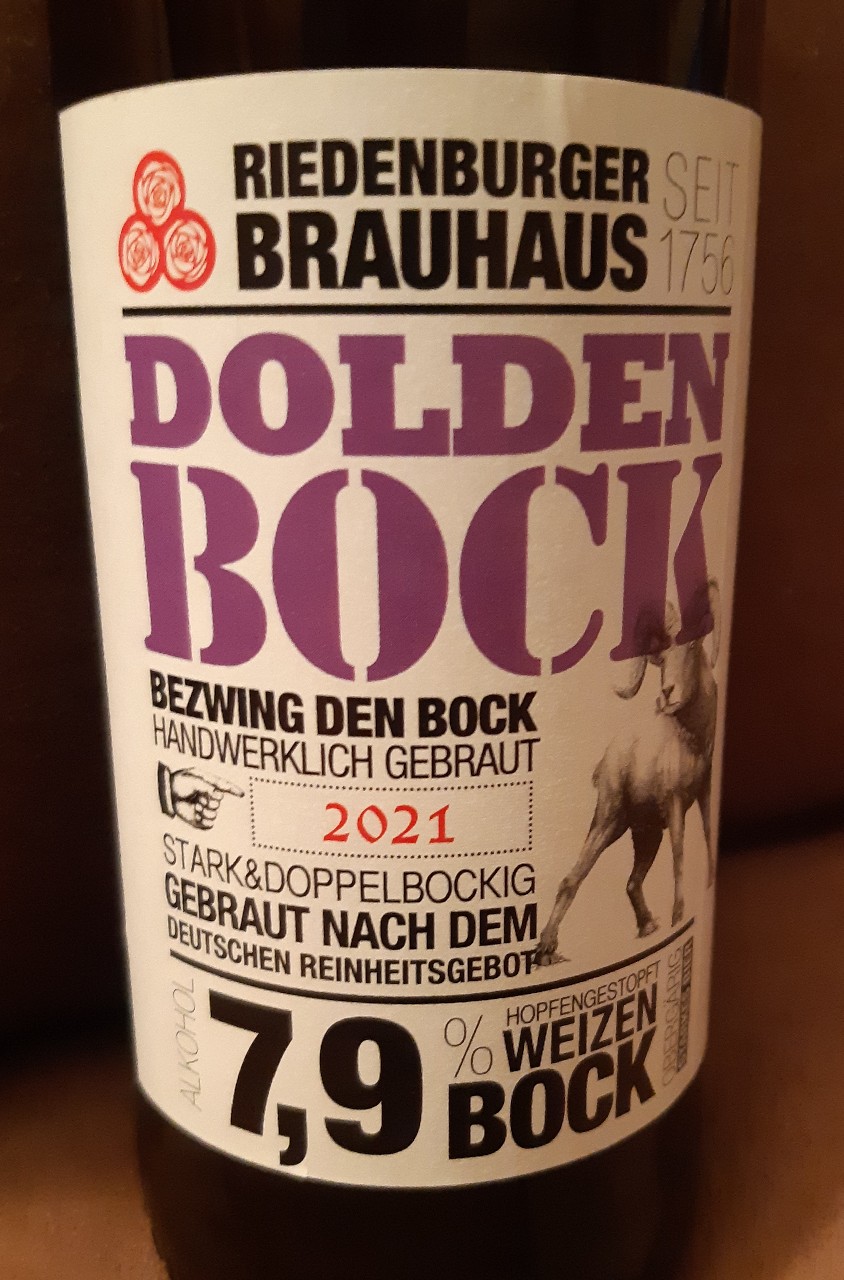 RIEDENBURGER
BRAUHAUS
SEIT
1756
DOLDEN
BOCK
BEZWING DEN BOCK
HANDWERKLICH GEBRAUT
2021
STARK&DOPPELBOCKIG
GEBRAUT NACH DEM
DEUTSCHEN REINHEITSGEBOT
ALKOHOL
7,9
%
HOPFENGESTOPFT
WEIZEN
BOCK
OBERGÄRIG